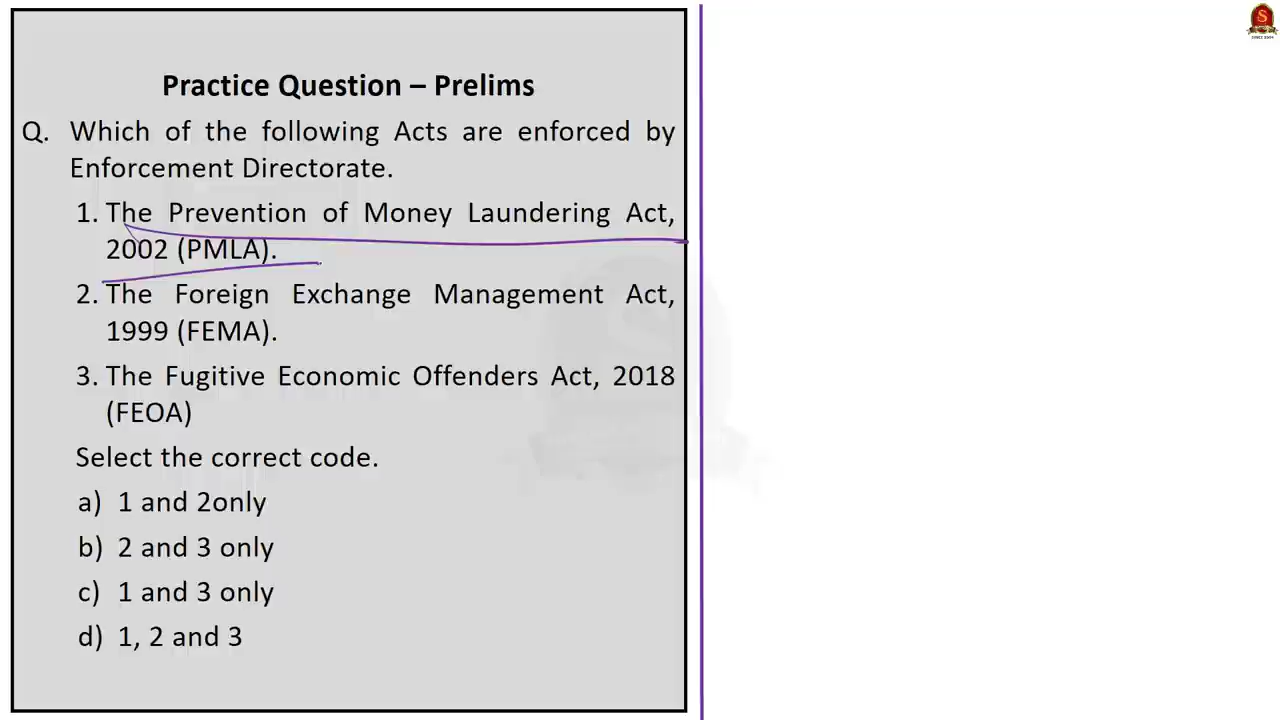 Practice Question – Prelims
Q. Which of the following Acts are enforced by
Enforcement Directorate.
1. The Prevention of Money Laundering Act,
2002 (PMLA).
2. The Foreign Exchange Management Act,
1999 (FEMA).
3. The Fugitive Economic Offenders Act, 2018
(FEOA)
Select the correct code.
a) 1 and 2only
b) 2 and 3 only
c) 1 and 3 only
d) 1, 2 and 3
S